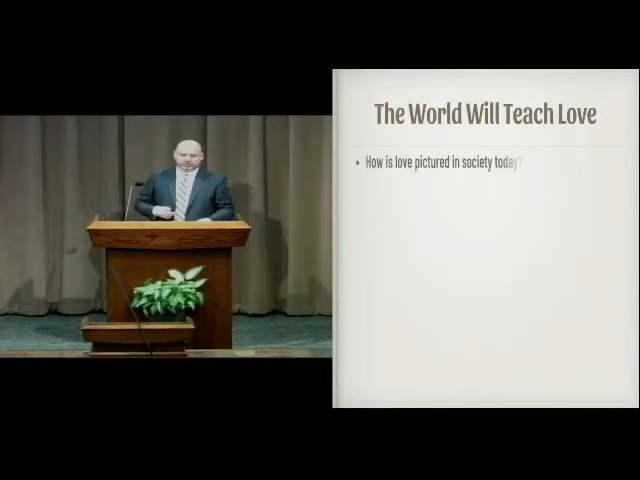 The World Will Teach Love
• How is love pictured in society today?